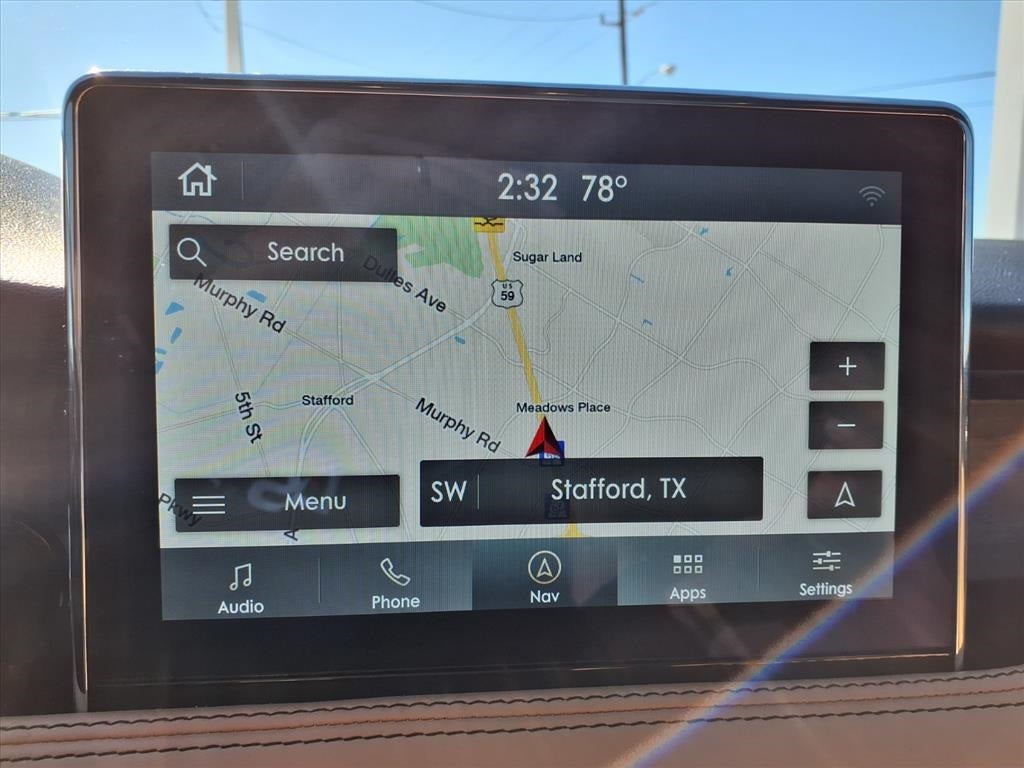 2:32 78°
Search
Sugar Land
Dulles Ave
US
59
Murphy Rd
Stafford
5th St
Murphy Rd
Meadows Place
+
−
SW
Stafford, TX
Menu
Pkwy
A
Audio
Phone
Nav
Apps
Settings